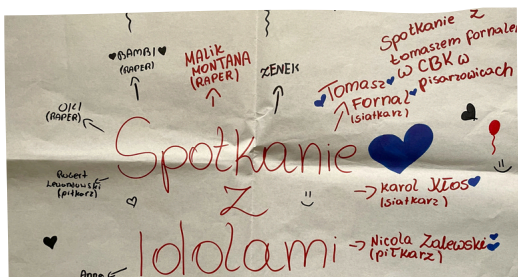 Spotkanie z
tomaszem fornalem
w CBK w
Pisarzowicach
BAMBI
(RAPER)
MALIK
MONTANA
(RAPER)
ZENEK
Tomasz
Fornal
(siatkarz)
OKI
(RAPER)
Spotkanie
z
Idolami
Robert
Lewandowski
(piłkarz)
Karol Kłos
(siatkarz)
Nicola Zalewski
(piłkarz)
Anna